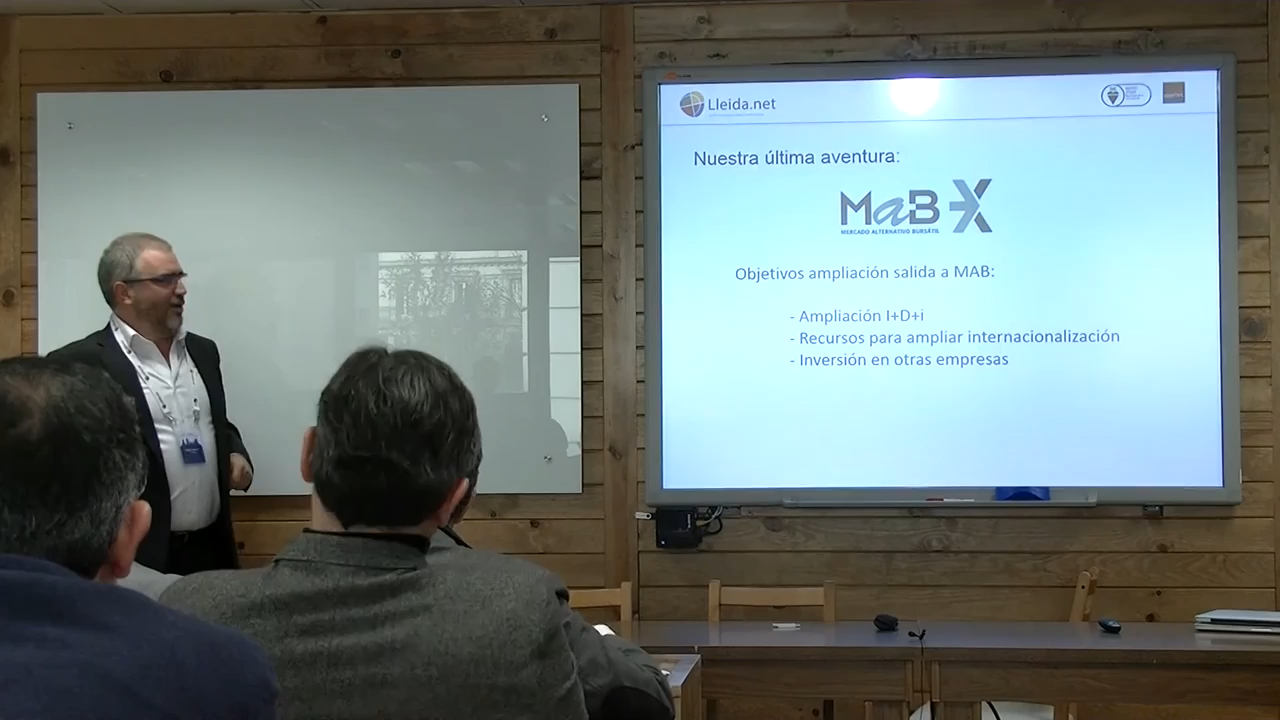 Lleida.net
Nuestra última aventura:
MaB
MERCADO ALTERNATIVO BURSÁTIL
Objetivos ampliación salida a MAB:
- Ampliación I+D+i
- Recursos para ampliar internacionalización
- Inversión en otras empresas